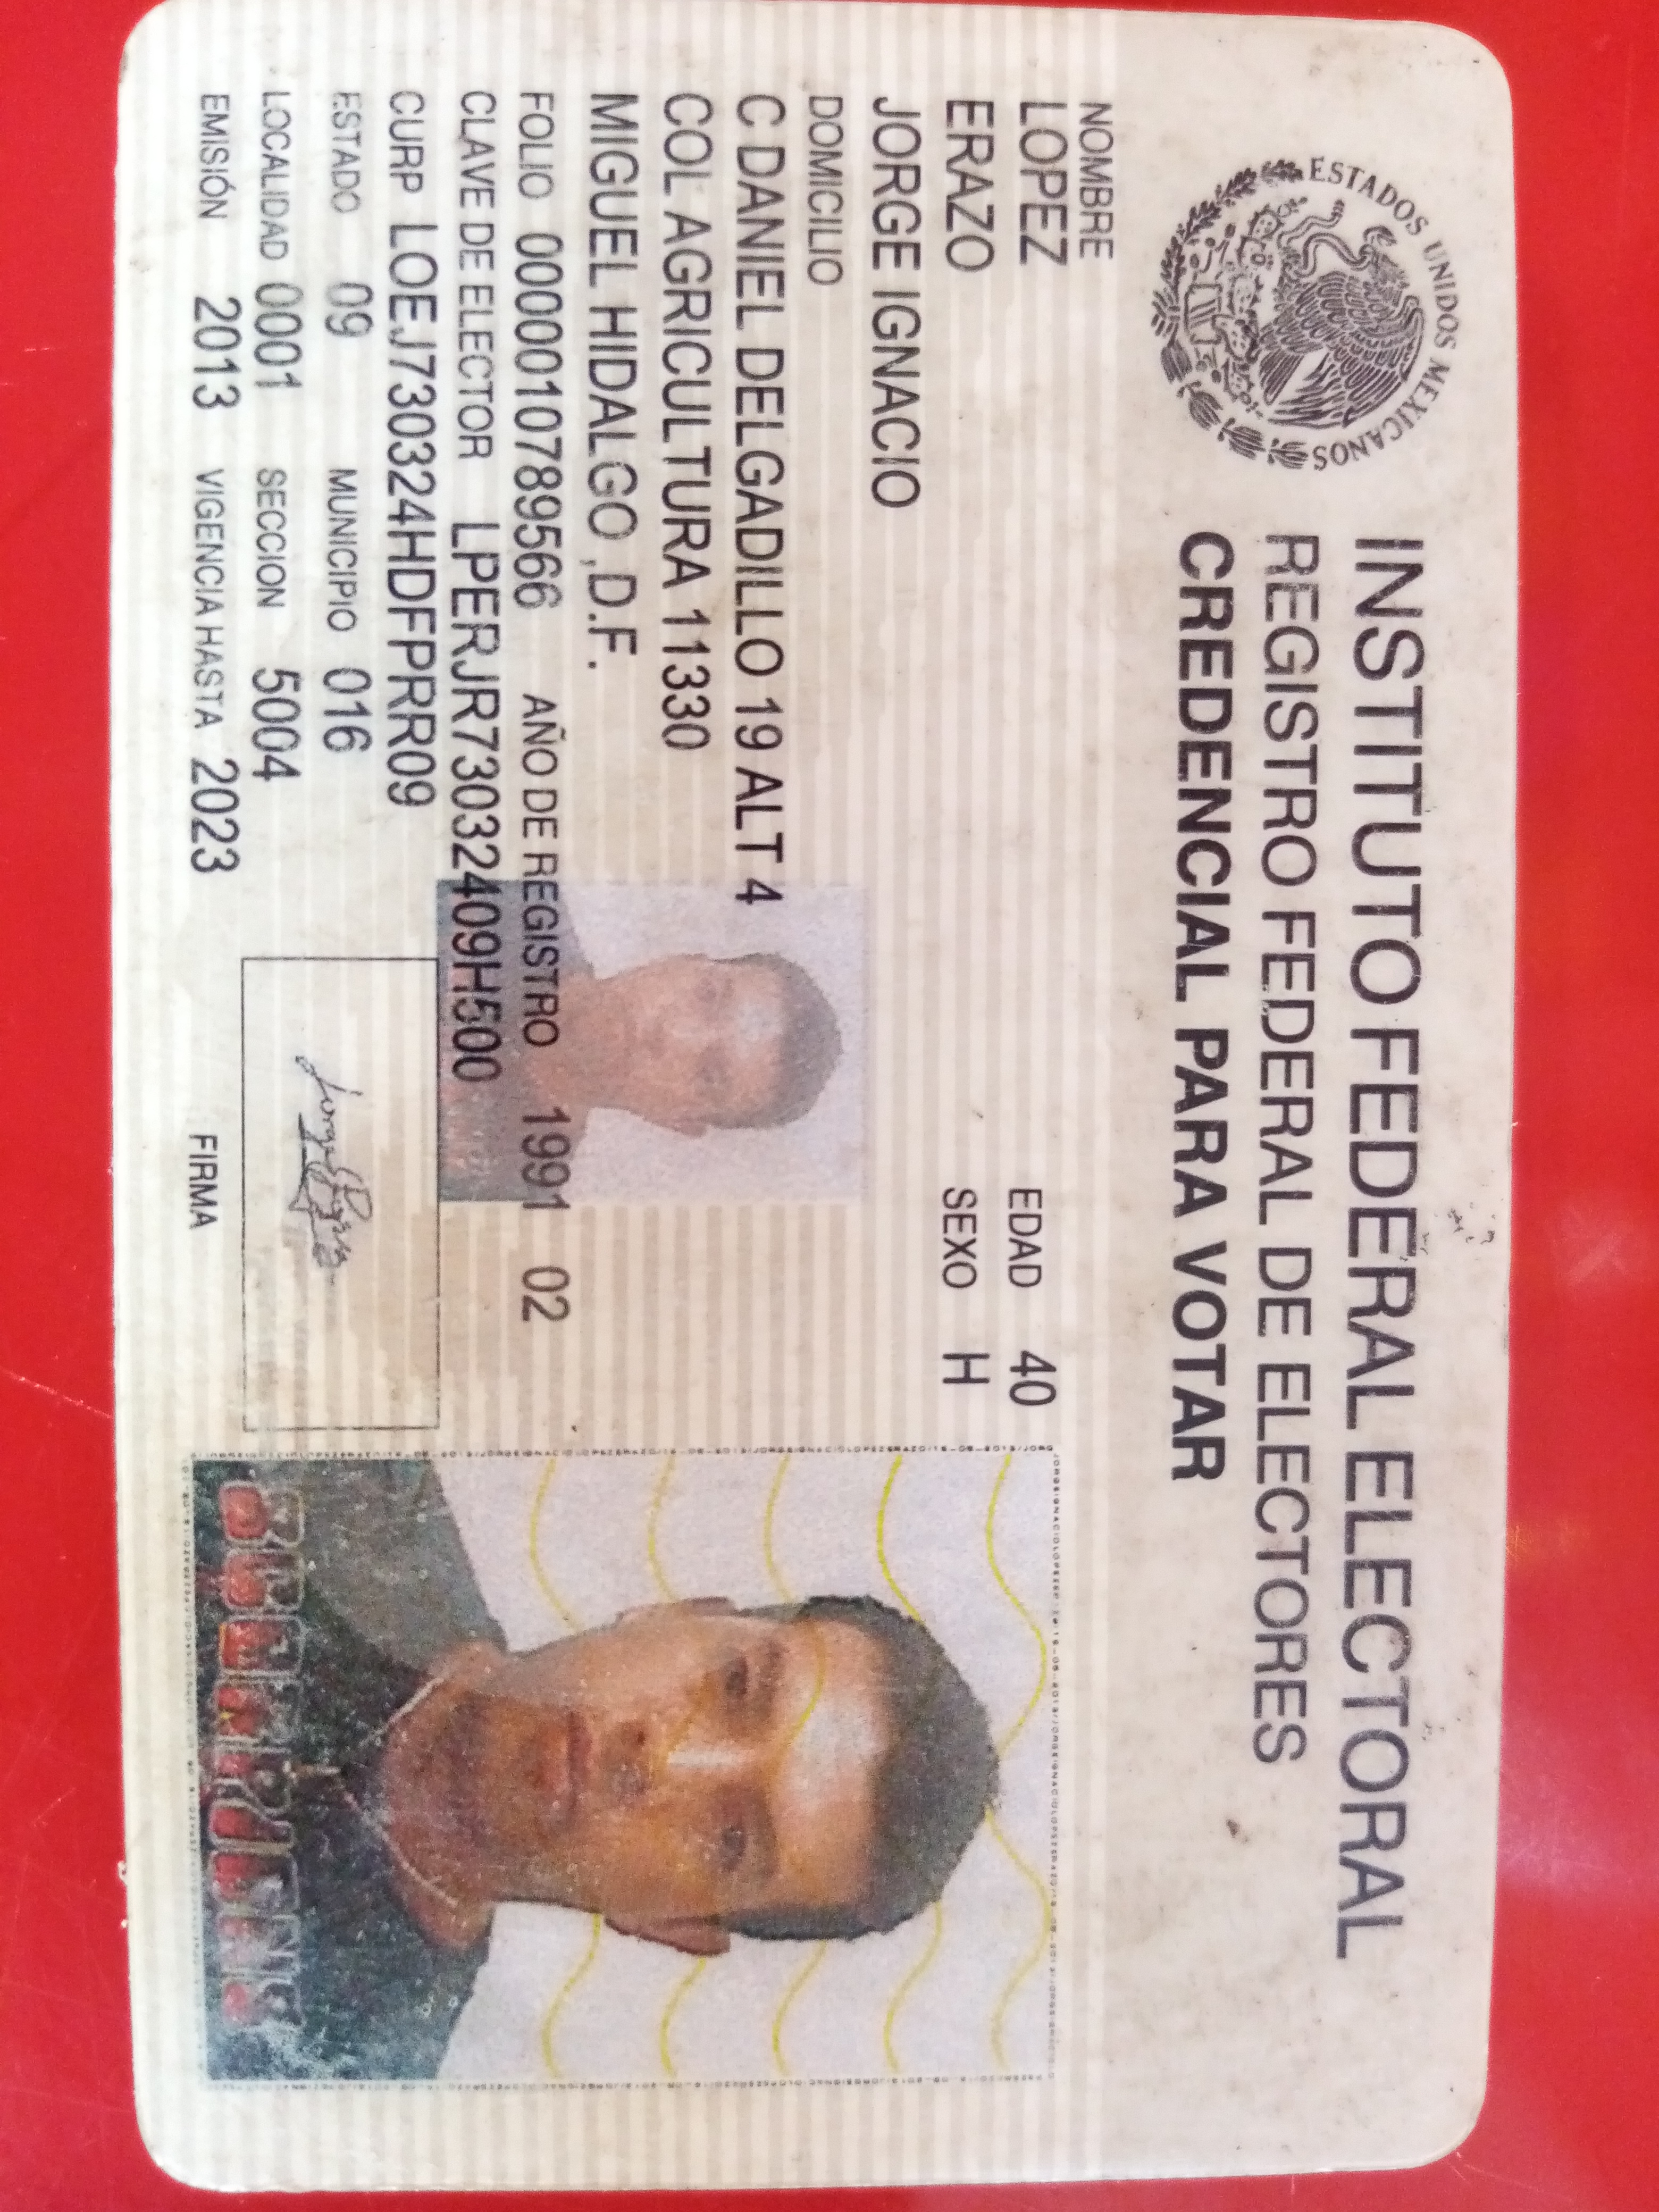 ESTADOS UNIDOS MEXICANOS
INSTITUTO FEDERAL ELECTORAL
REGISTRO FEDERAL DE ELECTORES
CREDENCIAL PARA VOTAR
NOMBRE
LOPEZ
ERAZO
JORGE IGNACIO
EDAD 40
SEXO H
DOMICILIO
C DANIEL DELGADILLO 19 ALT 4
COL AGRICULTURA 11330
MIGUEL HIDALGO ,D.F.
FOLIO 0000010789566 AÑO DE REGISTRO 1991 02
CLAVE DE ELECTOR LPERJR73032409H500
CURP LOEJ730324HDFPRR09
ESTADO 09 MUNICIPIO 016
LOCALIDAD 0001 SECCION 5004
EMISIÓN 2013 VIGENCIA HASTA 2023
FIRMA